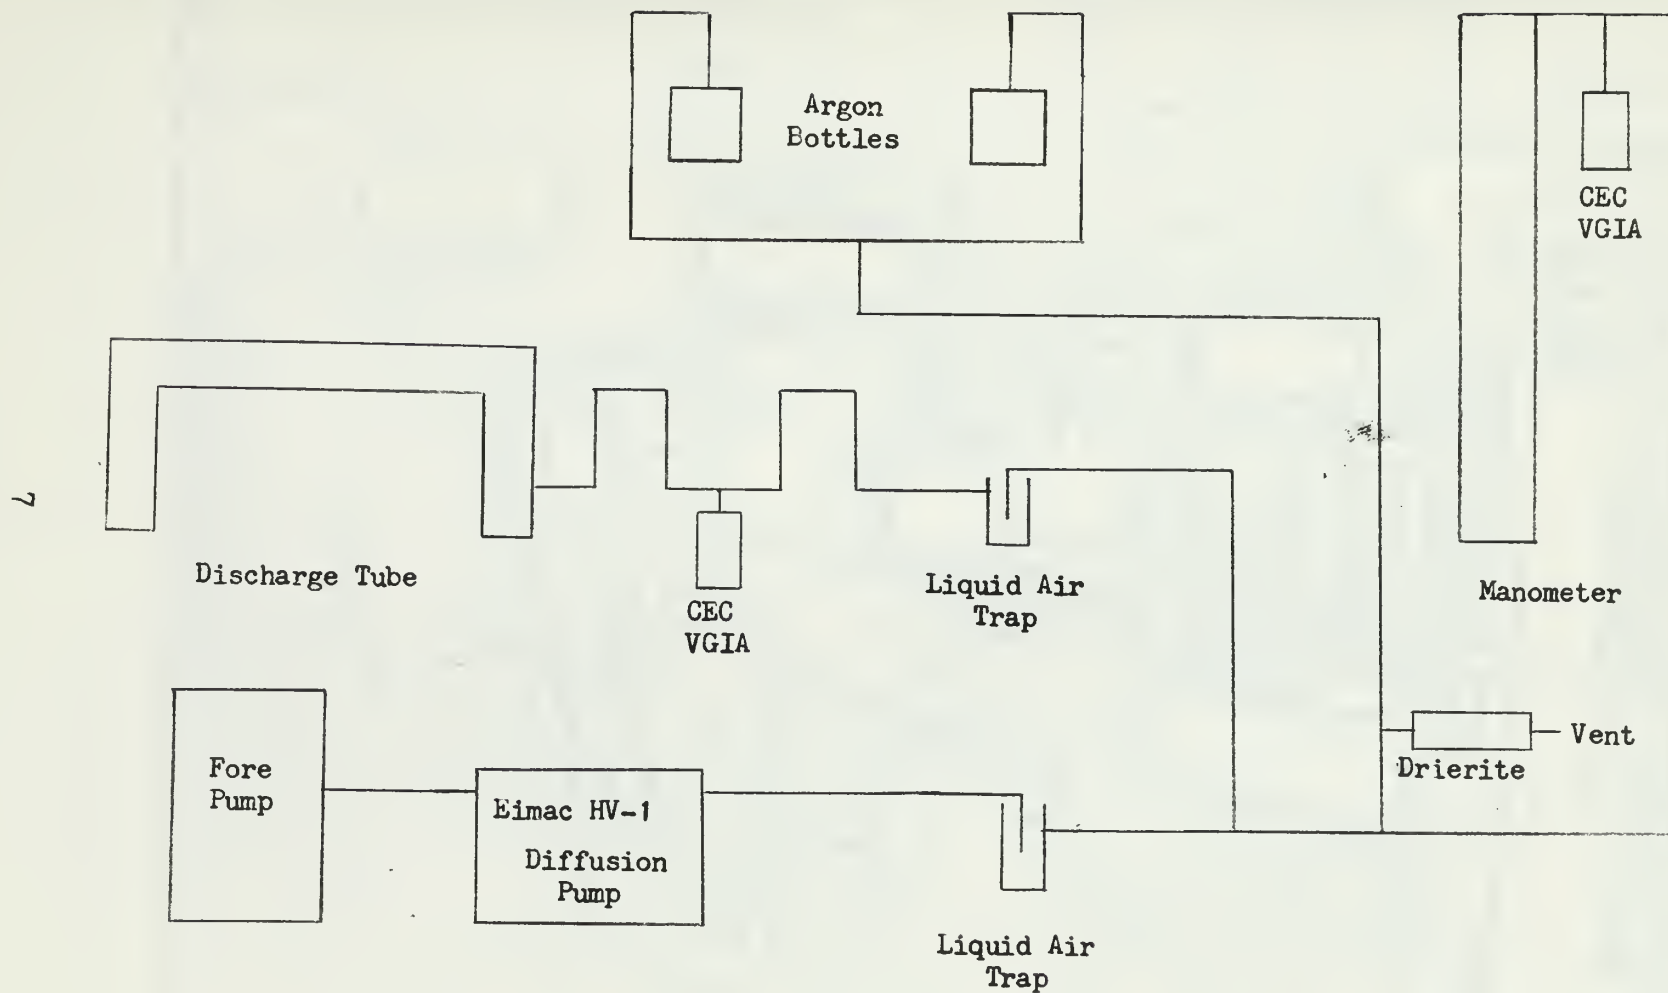 Argon
Bottles
CEC
VGIA
7
Discharge Tube
CEC
VGIA
Liquid Air
Trap
Manometer
Fore
Pump
Eimac HV-1
Diffusion
Pump
Vent
Drierite
Liquid Air
Trap